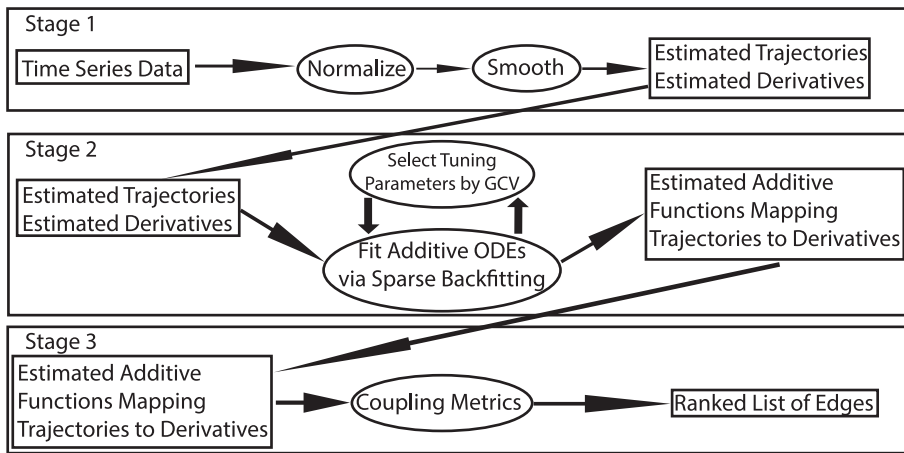 Stage 1
Time Series Data
Normalize
Smooth
Estimated Trajectories
Estimated Derivatives
Stage 2
Estimated Trajectories
Estimated Derivatives
Select Tuning
Parameters by GCV
Fit Additive ODEs
via Sparse Backfitting
Estimated Additive
Functions Mapping
Trajectories to Derivatives
Stage 3
Estimated Additive
Functions Mapping
Trajectories to Derivatives
Coupling Metrics
Ranked List of Edges